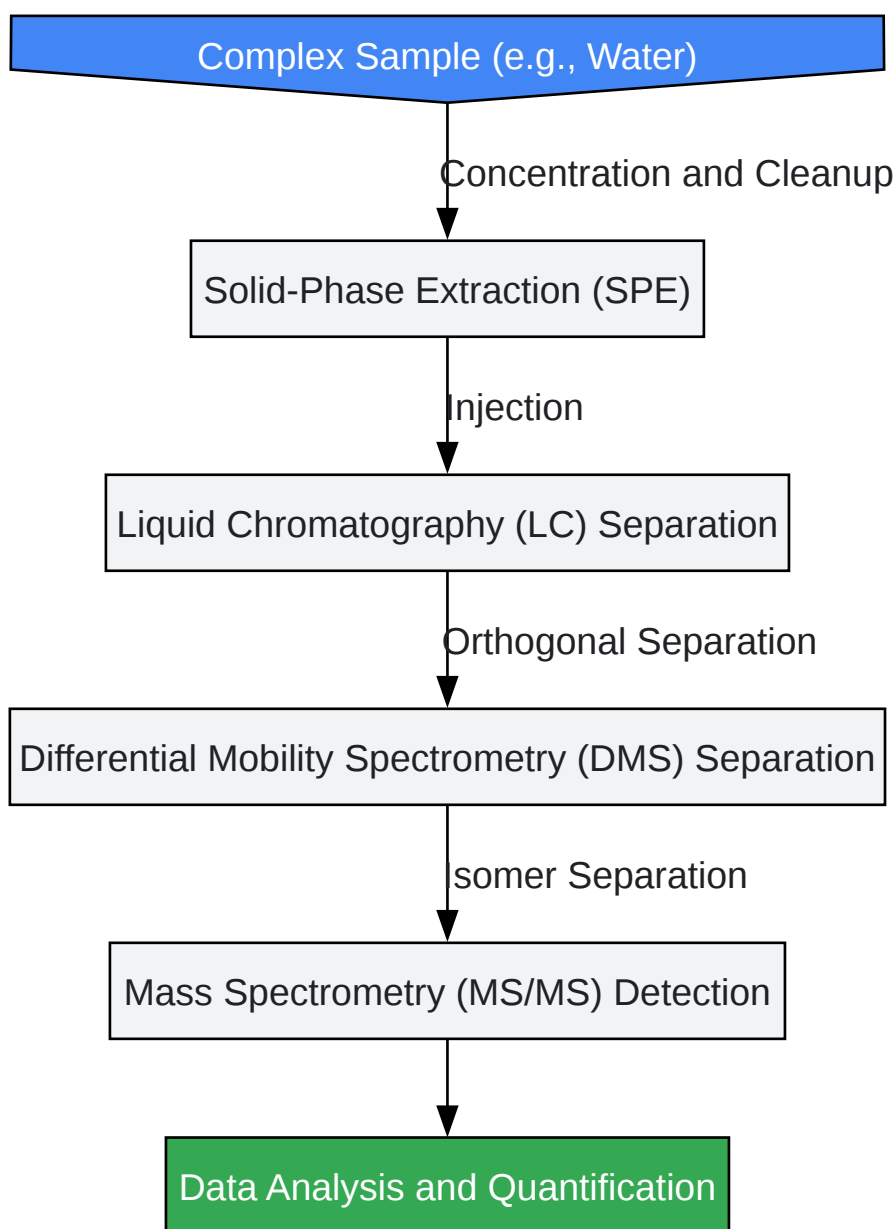 Complex Sample (e.g., Water)
Concentration and Cleanup
Solid-Phase Extraction (SPE)
Injection
Liquid Chromatography (LC) Separation
Orthogonal Separation
Differential Mobility Spectrometry (DMS) Separation
Isomer Separation
Mass Spectrometry (MS/MS) Detection
Data Analysis and Quantification